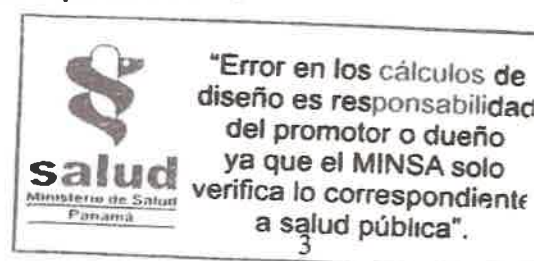 "Error en los cálculos de
diseño es responsabilidad
del promotor o dueño
ya que el MINSA solo
verifica lo correspondiente
a salud pública".
3
salud
Ministerio de Salud
Panamá